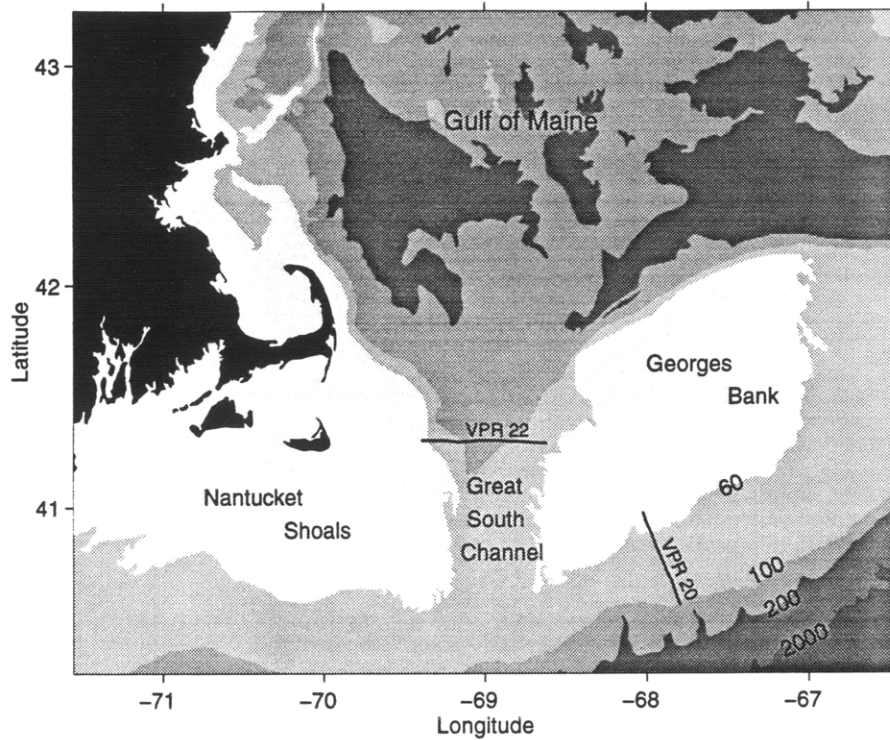 43
42
41
Latitude
Gulf of Maine
Georges
Bank
VPR 22
60
Nantucket
Shoals
Great
South
Channel
VPR 20
100
200
2000
-71
-70
-69
-68
-67
Longitude